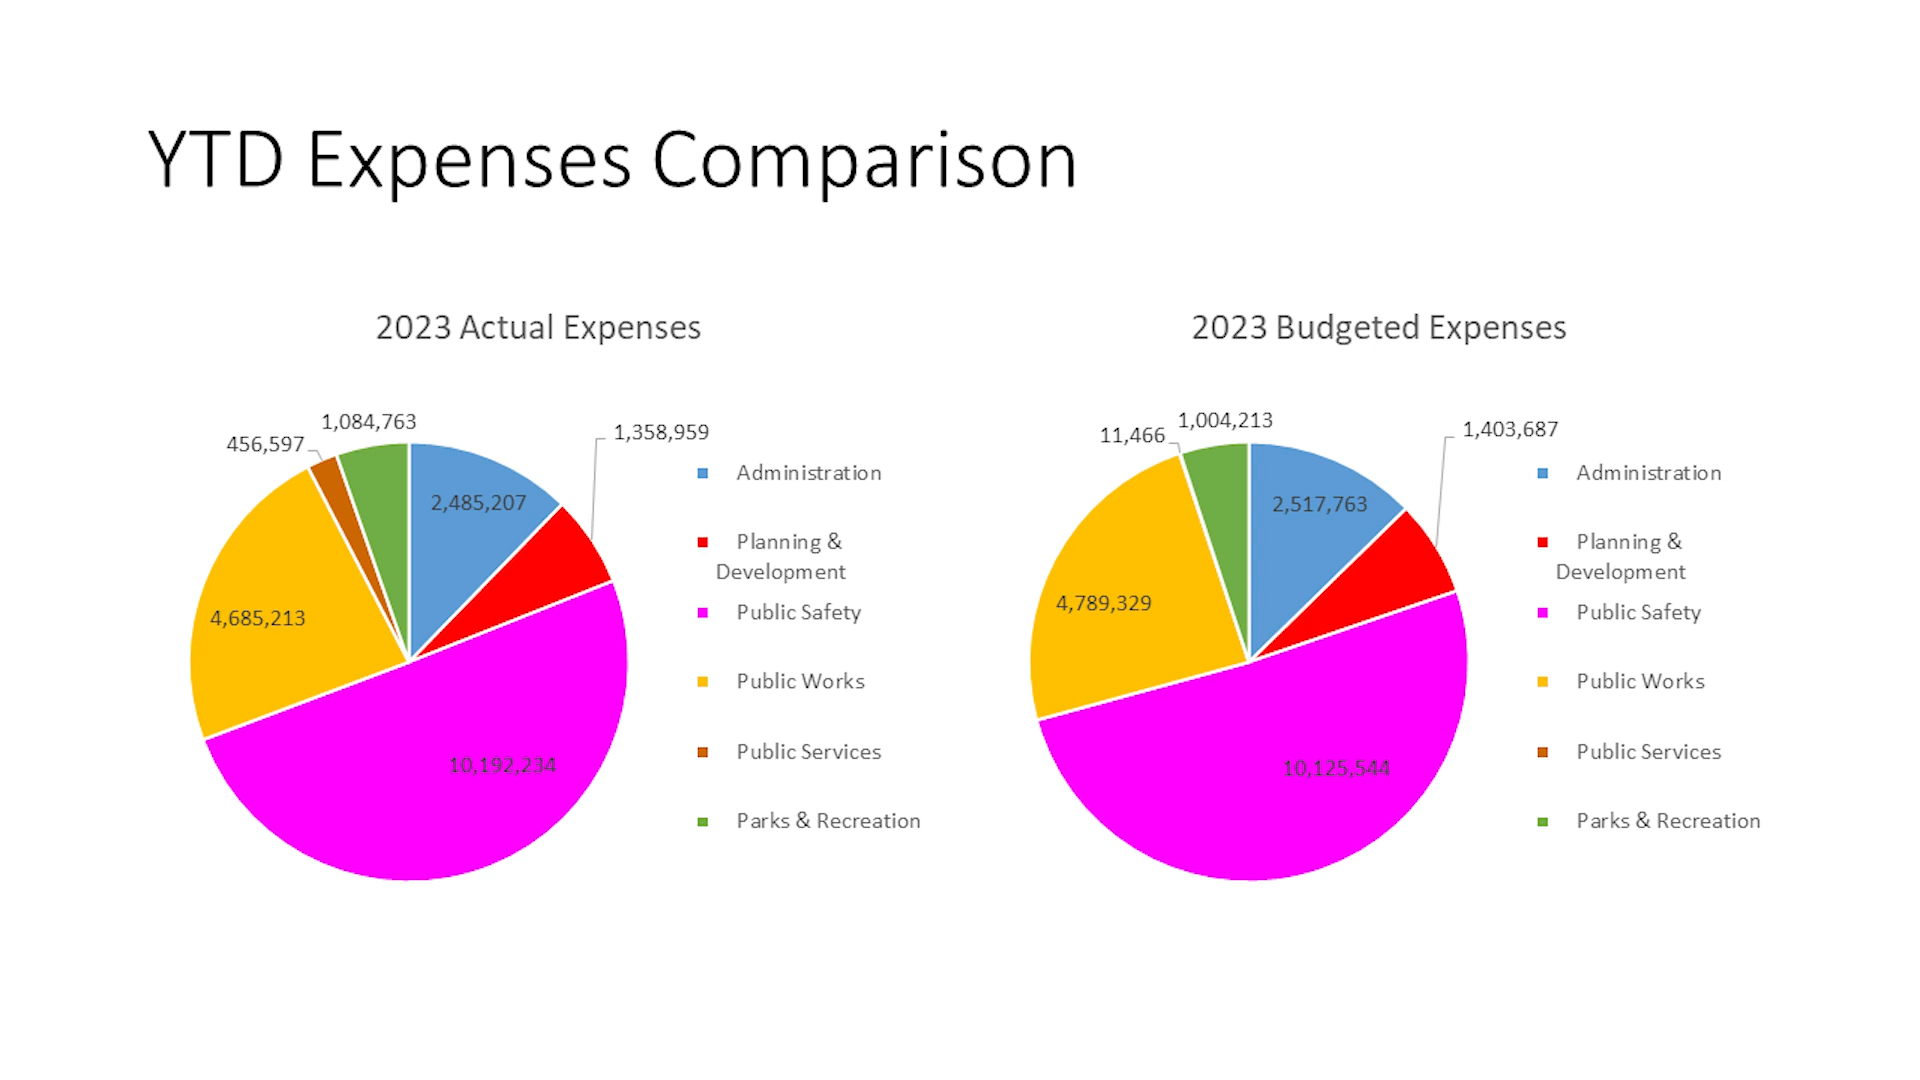 YTD Expenses Comparison
2023 Actual Expenses
1,084,763
456,597
1,358,959
2,485,207
4,685,213
10,192,234
Administration
Planning &
Development
Public Safety
Public Works
Public Services
Parks & Recreation
2023 Budgeted Expenses
1,004,213
11,466
1,403,687
2,517,763
4,789,329
10,125,544
Administration
Planning &
Development
Public Safety
Public Works
Public Services
Parks & Recreation